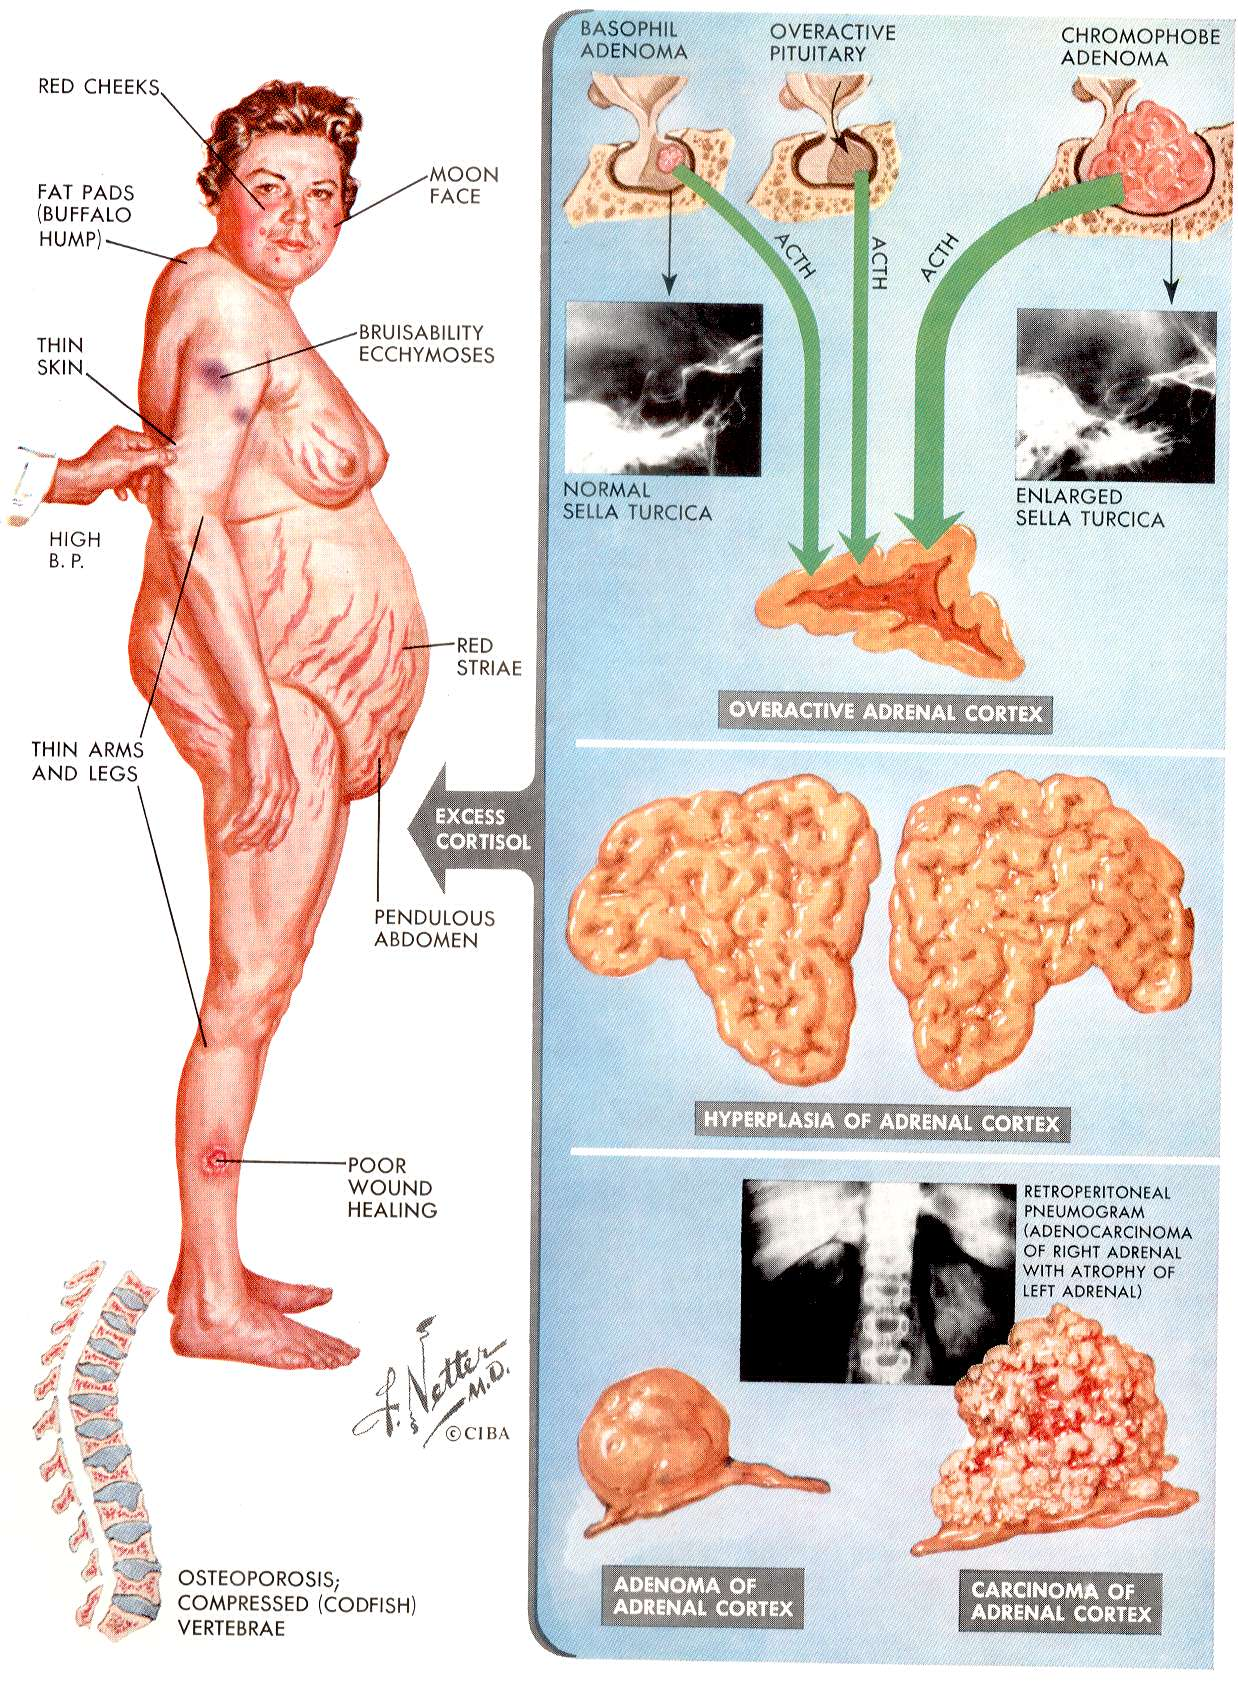 RED CHEEKS
MOON
FACE
FAT PADS
(BUFFALO
HUMP)
THIN
SKIN
BRUISABILITY
ECCHYMOSES
HIGH
B. P.
RED
STRIAE
THIN ARMS
AND LEGS
EXCESS
CORTISOL
PENDULOUS
ABDOMEN
POOR
WOUND
HEALING
OSTEOPOROSIS;
COMPRESSED (CODFISH)
VERTEBRAE
F. Netter
M.D.
© CIBA
BASOPHIL
ADENOMA
OVERACTIVE
PITUITARY
CHROMOPHOBE
ADENOMA
ACTH
ACTH
ACTH
NORMAL
SELLA TURCICA
ENLARGED
SELLA TURCICA
OVERACTIVE ADRENAL CORTEX
HYPERPLASIA OF ADRENAL CORTEX
RETROPERITONEAL
PNEUMOGRAM
(ADENOCARCINOMA
OF RIGHT ADRENAL
WITH ATROPHY OF
LEFT ADRENAL)
ADENOMA OF
ADRENAL CORTEX
CARCINOMA OF
ADRENAL CORTEX